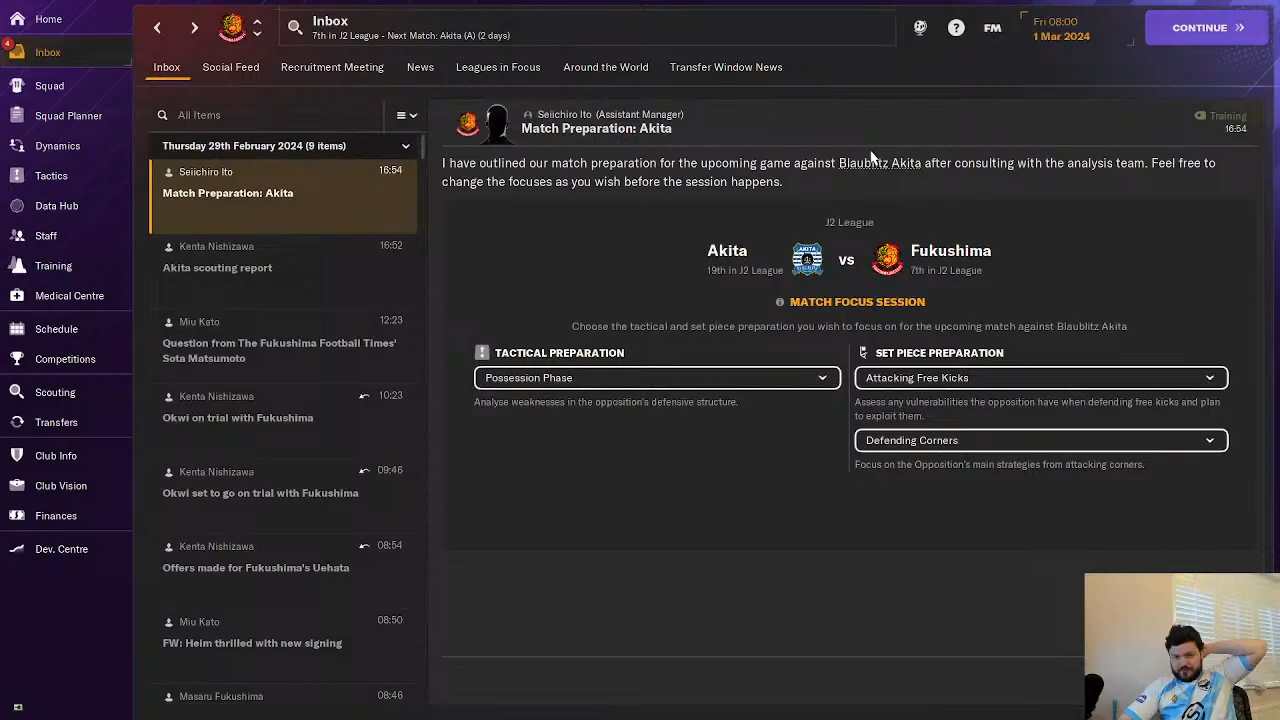 Home
4
Inbox
Squad
Squad Planner
Dynamics
Tactics
Data Hub
Staff
Training
Medical Centre
Schedule
Competitions
Scouting
Transfers
Club Info
Club Vision
Finances
Dev. Centre
Inbox
7th in J2 League - Next Match: Akita (A) (2 days)
FM
Fri 08:00
1 Mar 2024
CONTINUE
Inbox
Social Feed
Recruitment Meeting
News
Leagues in Focus
Around the World
Transfer Window News
All Items
Thursday 29th February 2024 (9 items)
Seiichiro Ito 16:54
Match Preparation: Akita
Kenta Nishizawa 16:52
Akita scouting report
Miu Kato 12:23
Question from The Fukushima Football Times'
Sota Matsumoto
Kenta Nishizawa 10:23
Okwi on trial with Fukushima
Kenta Nishizawa 09:46
Okwi set to go on trial with Fukushima
Kenta Nishizawa 08:54
Offers made for Fukushima's Uehata
Miu Kato 08:50
FW: Heim thrilled with new signing
Masaru Fukushima 08:46
Seiichiro Ito (Assistant Manager)
Match Preparation: Akita
Training
16:54
I have outlined our match preparation for the upcoming game against Blaublitz Akita after consulting with the analysis team. Feel free to
change the focuses as you wish before the session happens.
J2 League
Akita
19th in J2 League
AKITA
VS
Fukushima
7th in J2 League
MATCH FOCUS SESSION
Choose the tactical and set piece preparation you wish to focus on for the upcoming match against Blaublitz Akita
TACTICAL PREPARATION
Possession Phase
Analyse weaknesses in the opposition's defensive structure.
SET PIECE PREPARATION
Attacking Free Kicks
Assess any vulnerabilities the opposition have when defending free kicks and plan
to exploit them.
Defending Corners
Focus on the Opposition's main strategies from attacking corners.